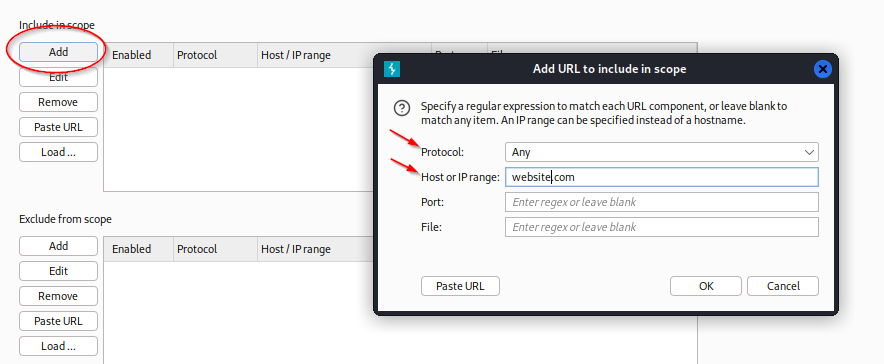 Include in scope
Add
Enabled Protocol Host / IP range
Edit
Remove
Paste URL
Load ...
Add URL to include in scope
Specify a regular expression to match each URL component, or leave blank to
match any item. An IP range can be specified instead of a hostname.
Protocol: Any
Host or IP range: website.com
Port: Enter regex or leave blank
File: Enter regex or leave blank
Paste URL OK Cancel
Exclude from scope
Add
Enabled Protocol Host / IP range
Edit
Remove
Paste URL
Load ...